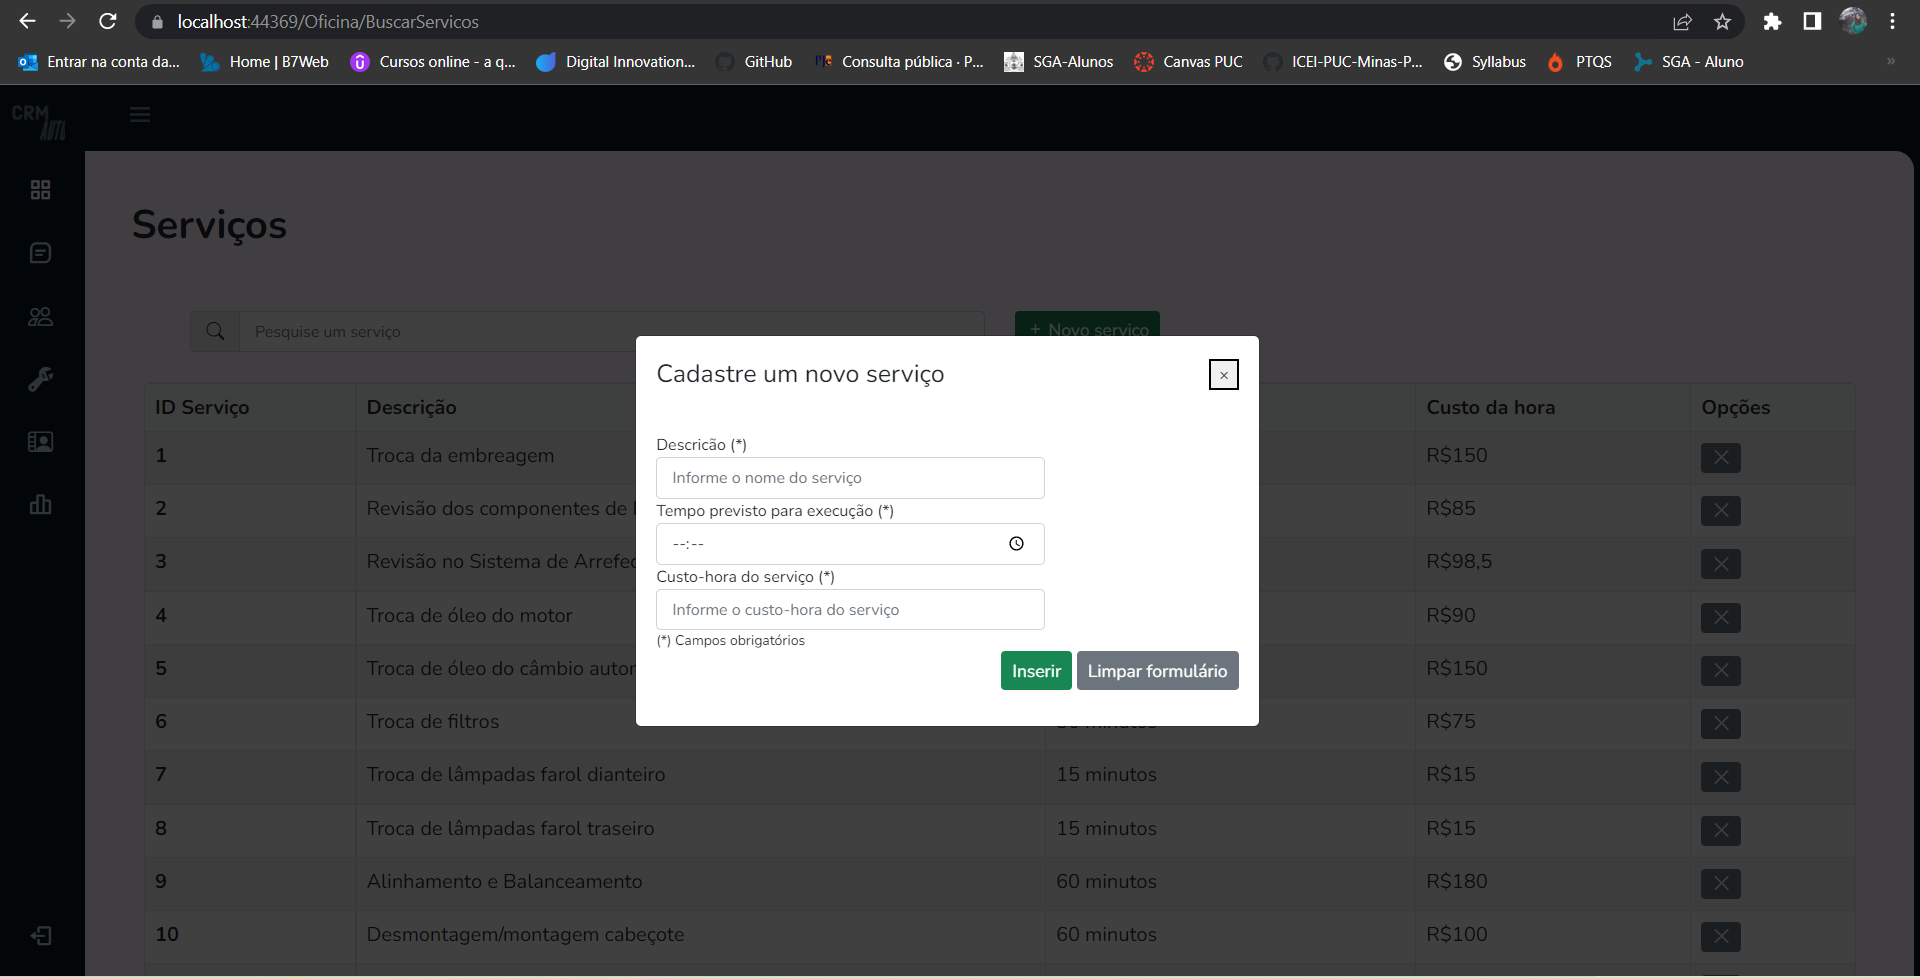 localhost:44369/Oficina/BuscarServicos
Entrar na conta da... Home | B7Web Cursos online - a q... Digital Innovation... GitHub Consulta pública · P... SGA-Alunos Canvas PUC ICEI-PUC-Minas-P... Syllabus PTQS SGA - Aluno »
CRM
AUTO
Serviços
Pesquise um serviço
+ Novo serviço
Cadastre um novo serviço
×
Descricão (*)
Informe o nome do serviço
Tempo previsto para execução (*)
--:--
Custo-hora do serviço (*)
Informe o custo-hora do serviço
(*) Campos obrigatórios
Inserir Limpar formulário
ID Serviço Descrição Custo da hora Opções
1 Troca da embreagem R$150
2 Revisão dos componentes de R$85
3 Revisão no Sistema de Arrefec R$98,5
4 Troca de óleo do motor R$90
5 Troca de óleo do câmbio autor R$150
6 Troca de filtros minutos R$75
7 Troca de lâmpadas farol dianteiro 15 minutos R$15
8 Troca de lâmpadas farol traseiro 15 minutos R$15
9 Alinhamento e Balanceamento 60 minutos R$180
10 Desmontagem/montagem cabeçote 60 minutos R$100